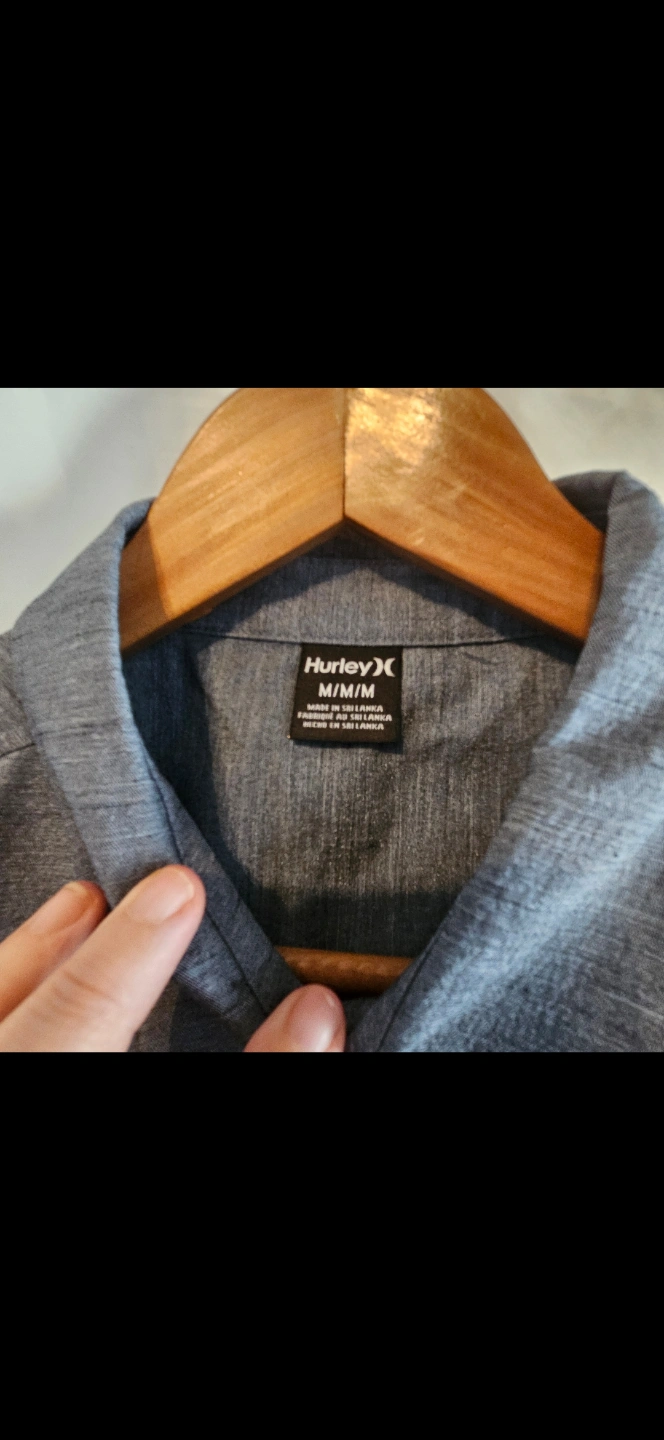 Hurley
M/M/M
MADE IN SRI LANKA
FABRIQUÉ AU SRI LANKA
HECHO EN SRI LANKA